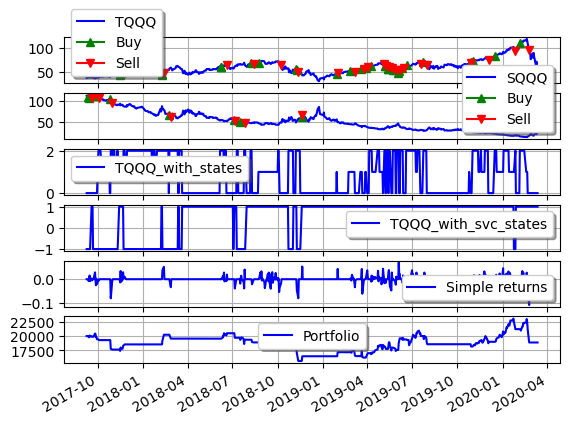 TQQQ
Buy
Sell
100
50
SQQQ
Buy
Sell
100
50
2
0
TQQQ_with_states
1
0
−1
TQQQ_with_svc_states
0.0
−0.1
Simple returns
22500
20000
17500
Portfolio
2017-10
2018-01
2018-04
2018-07
2018-10
2019-01
2019-04
2019-07
2019-10
2020-01
2020-04